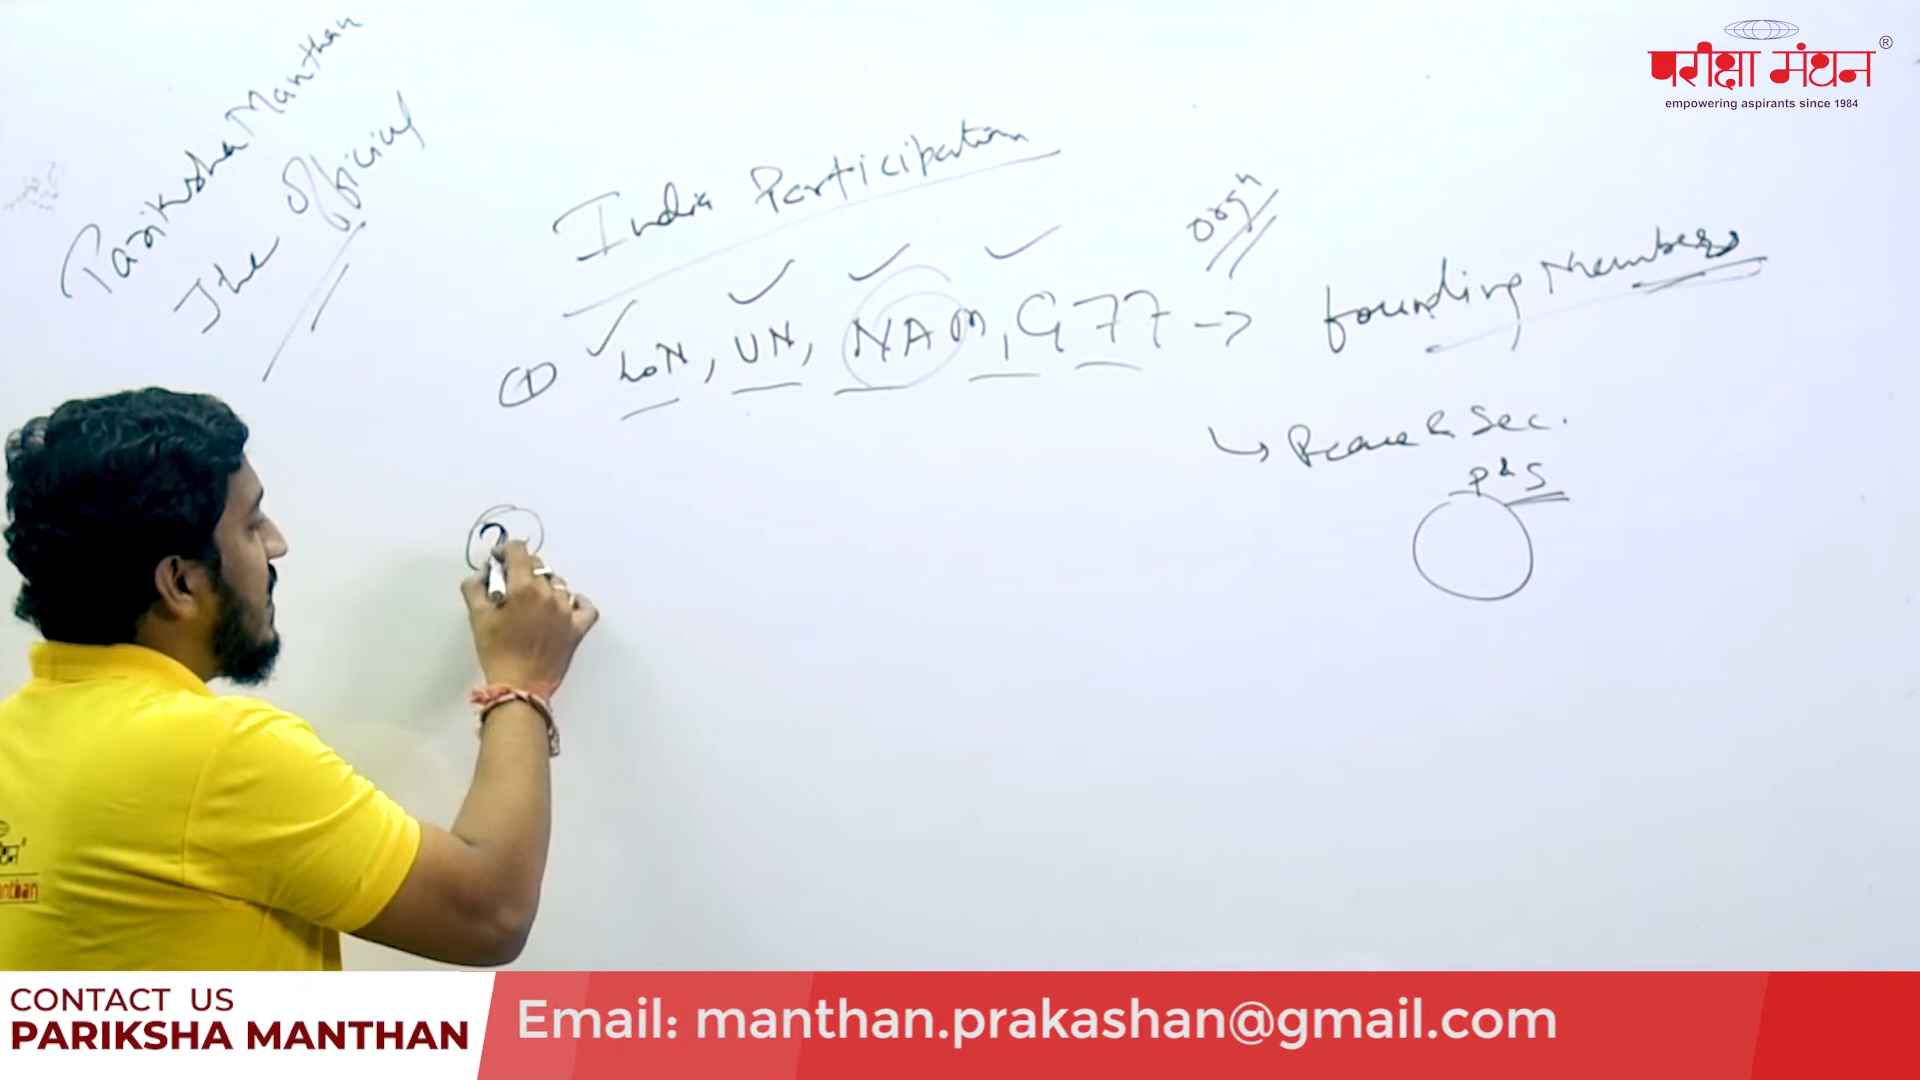 Pariksha Manthan
The Official
परीक्षा मंथन ®
empowering aspirants since 1984
India Participation
Orgn
① LoN, UN, NAM, G77 → founding Members
↳ Peace & Sec.
P & S
2
CONTACT US
PARIKSHA MANTHAN
Email: manthan.prakashan@gmail.com